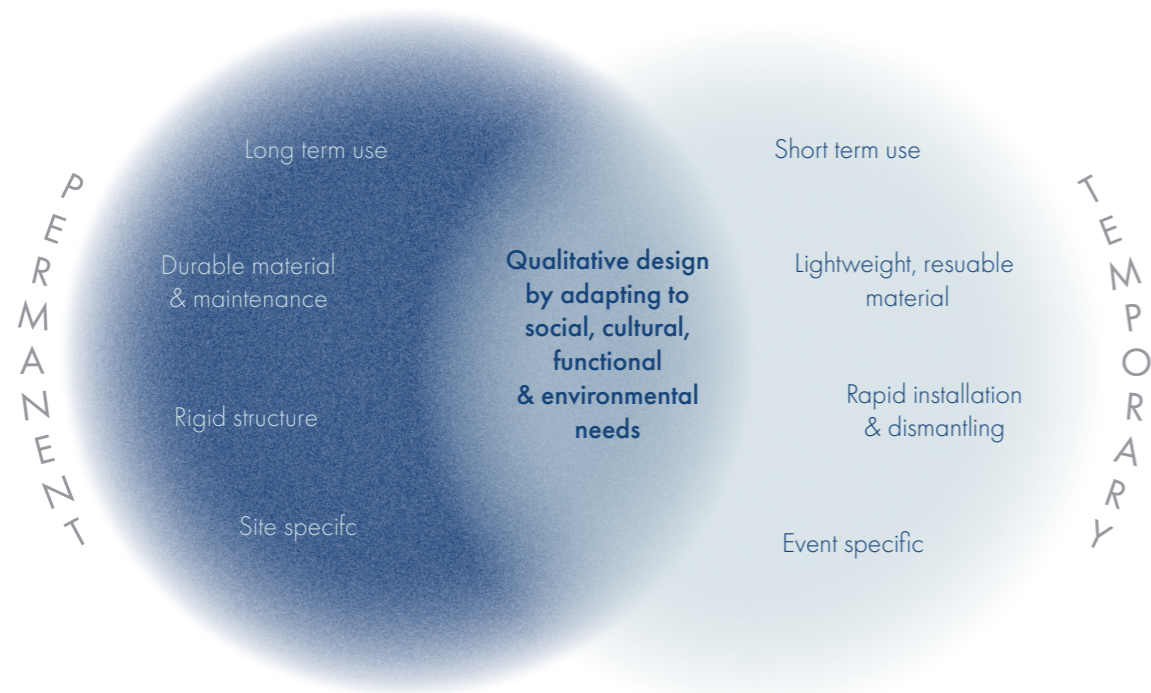 PERMANENT
Long term use
Durable material
& maintenance
Rigid structure
Site specifc
Qualitative design
by adapting to
social, cultural,
functional
& environmental
needs
Short term use
Lightweight, resuable
material
Rapid installation
& dismantling
Event specific
TEMPORARY